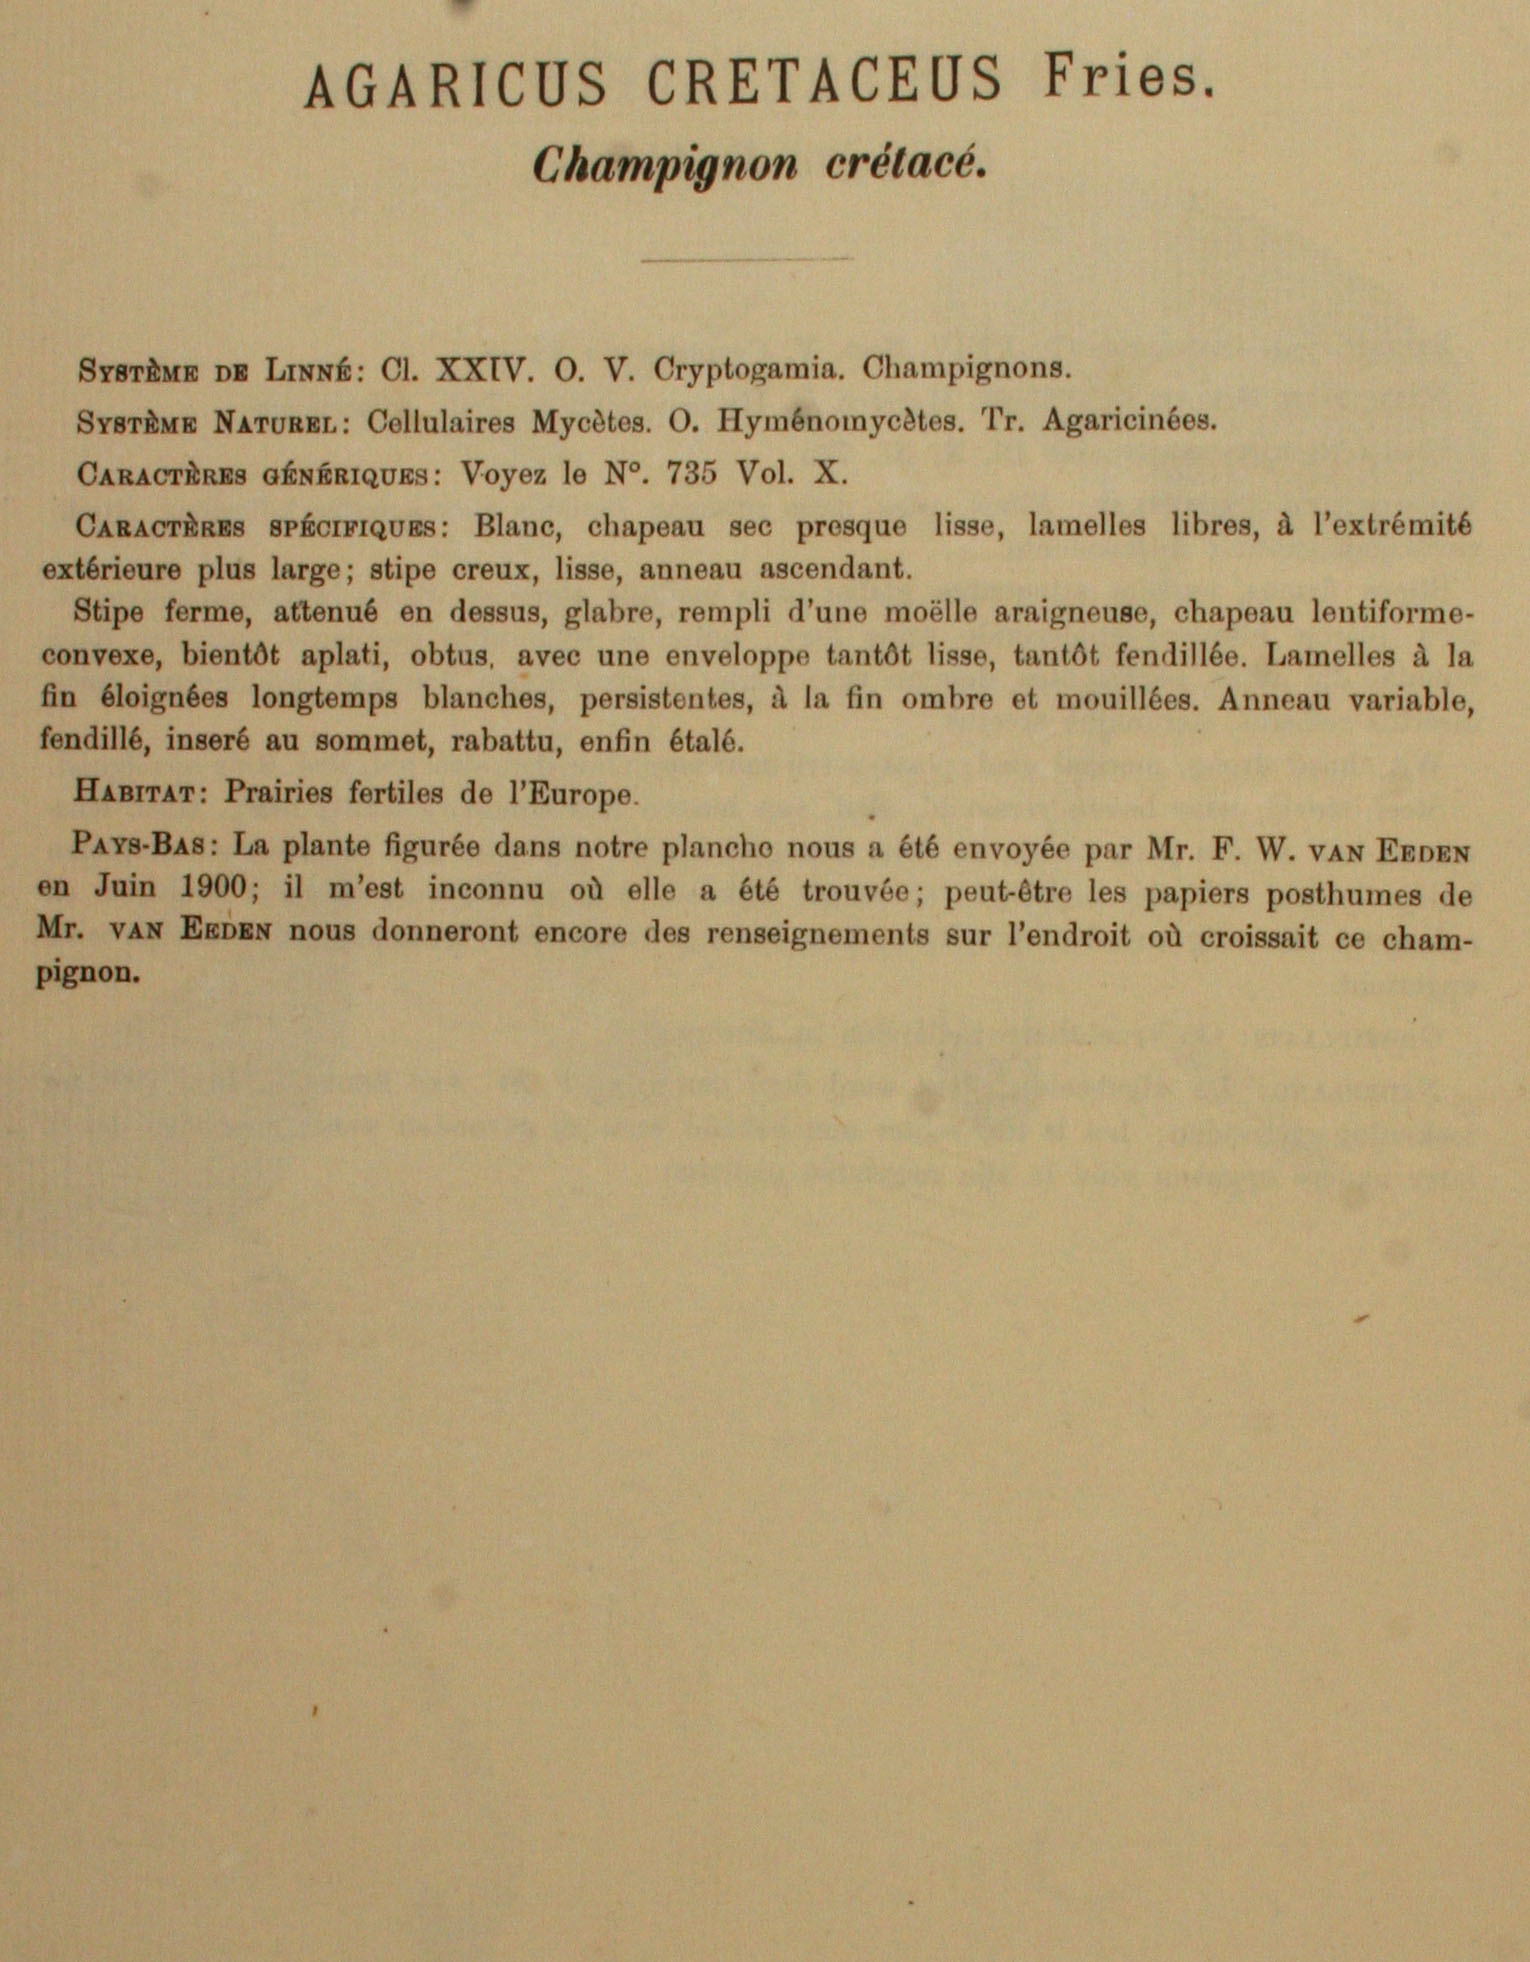 AGARICUS CRETACEUS Fries.
Champignon crétacé.
Système de Linné: Cl. XXIV. O. V. Cryptogamia. Champignons.
Système Naturel: Cellulaires Mycètes. O. Hyménomycètes. Tr. Agaricinées.
Caractères génériques: Voyez le N°. 735 Vol. X.
Caractères spécifiques: Blanc, chapeau sec presque lisse, lamelles libres, à l'extrémité
extérieure plus large; stipe creux, lisse, anneau ascendant.
Stipe ferme, attenué en dessus, glabre, rempli d'une moëlle araigneuse, chapeau lentiforme-
convexe, bientôt aplati, obtus, avec une enveloppe tantôt lisse, tantôt fendillée. Lamelles à la
fin éloignées longtemps blanches, persistentes, à la fin ombre et mouillées. Anneau variable,
fendillé, inseré au sommet, rabattu, enfin étalé.
Habitat: Prairies fertiles de l'Europe.
Pays-Bas: La plante figurée dans notre planche nous a été envoyée par Mr. F. W. van Eeden
en Juin 1900; il m'est inconnu où elle a été trouvée; peut-être les papiers posthumes de
Mr. van Eeden nous donneront encore des renseignements sur l'endroit où croissait ce cham-
pignon.